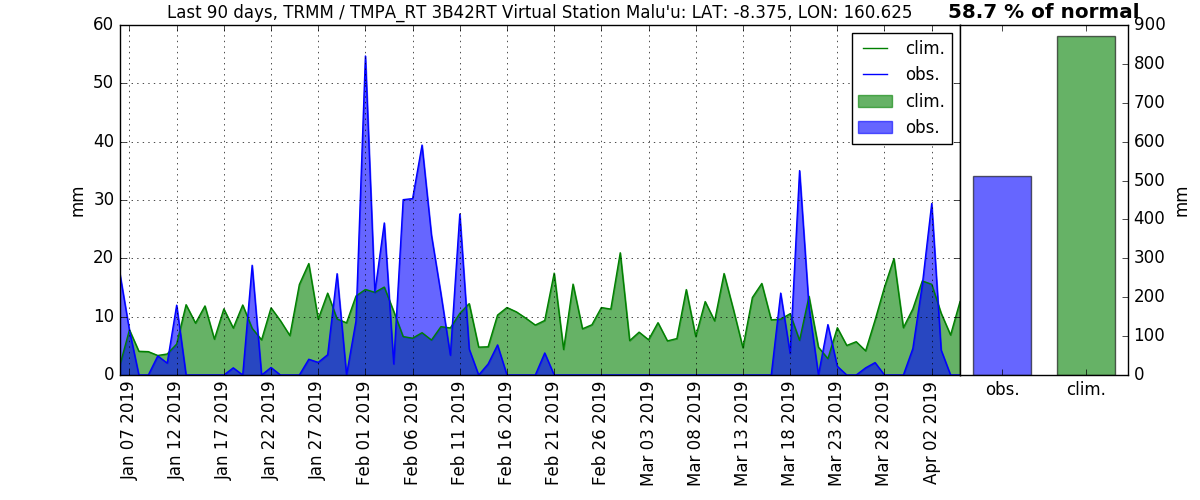 Last 90 days, TRMM / TMPA_RT 3B42RT Virtual Station Malu'u: LAT: -8.375, LON: 160.625
58.7 % of normal
60
50
40
30
20
10
0
mm
clim.
obs.
clim.
obs.
900
800
700
600
500
400
300
200
100
0
mm
Jan 07 2019
Jan 12 2019
Jan 17 2019
Jan 22 2019
Jan 27 2019
Feb 01 2019
Feb 06 2019
Feb 11 2019
Feb 16 2019
Feb 21 2019
Feb 26 2019
Mar 03 2019
Mar 08 2019
Mar 13 2019
Mar 18 2019
Mar 23 2019
Mar 28 2019
Apr 02 2019
obs.
clim.